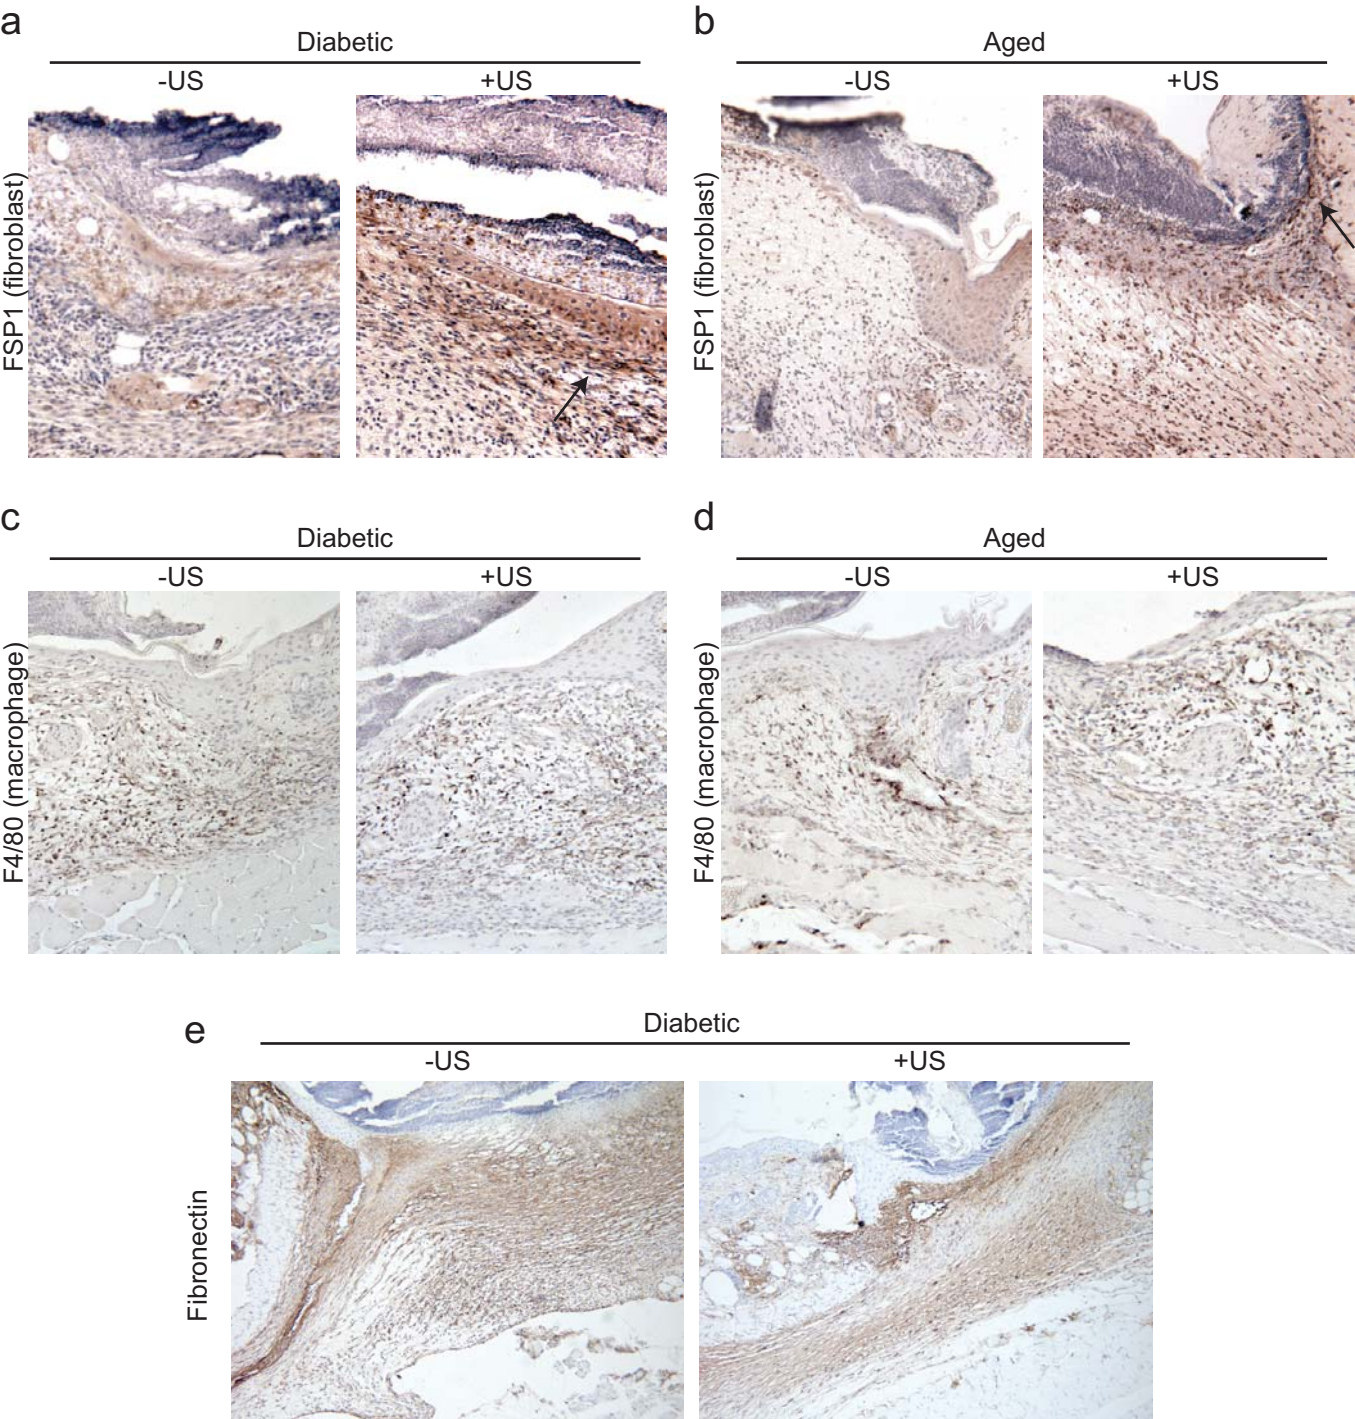 a
Diabetic
-US
+US
FSP1 (fibroblast)
b
Aged
-US
+US
FSP1 (fibroblast)
c
Diabetic
-US
+US
F4/80 (macrophage)
d
Aged
-US
+US
F4/80 (macrophage)
e
Diabetic
-US
+US
Fibronectin